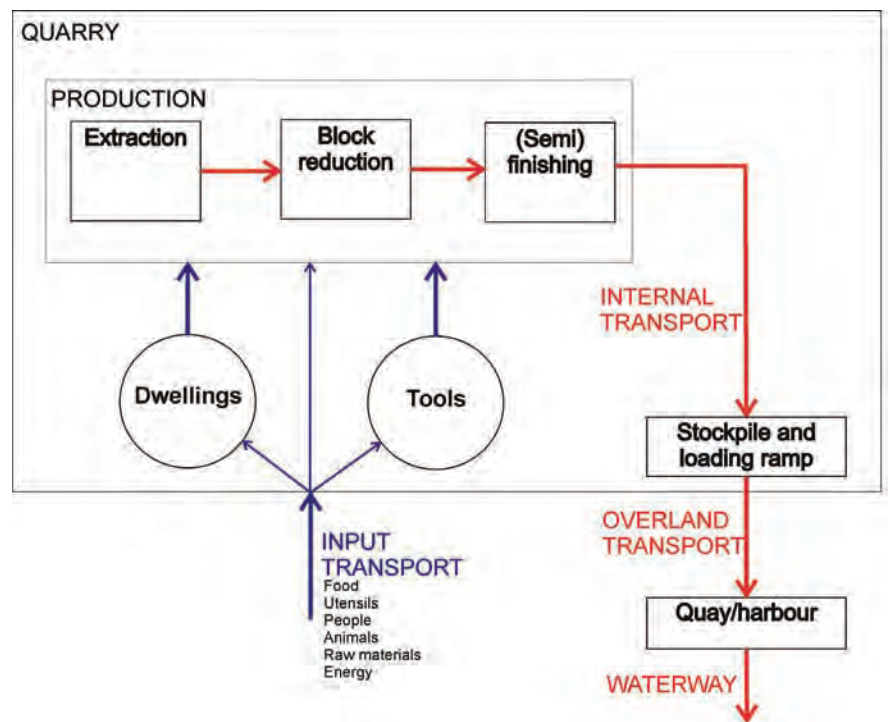 QUARRY
PRODUCTION
Extraction
Block
reduction
(Semi)
finishing
INTERNAL
TRANSPORT
Dwellings
Tools
Stockpile and
loading ramp
OVERLAND
TRANSPORT
INPUT
TRANSPORT
Food
Utensils
People
Animals
Raw materials
Energy
Quay/harbour
WATERWAY